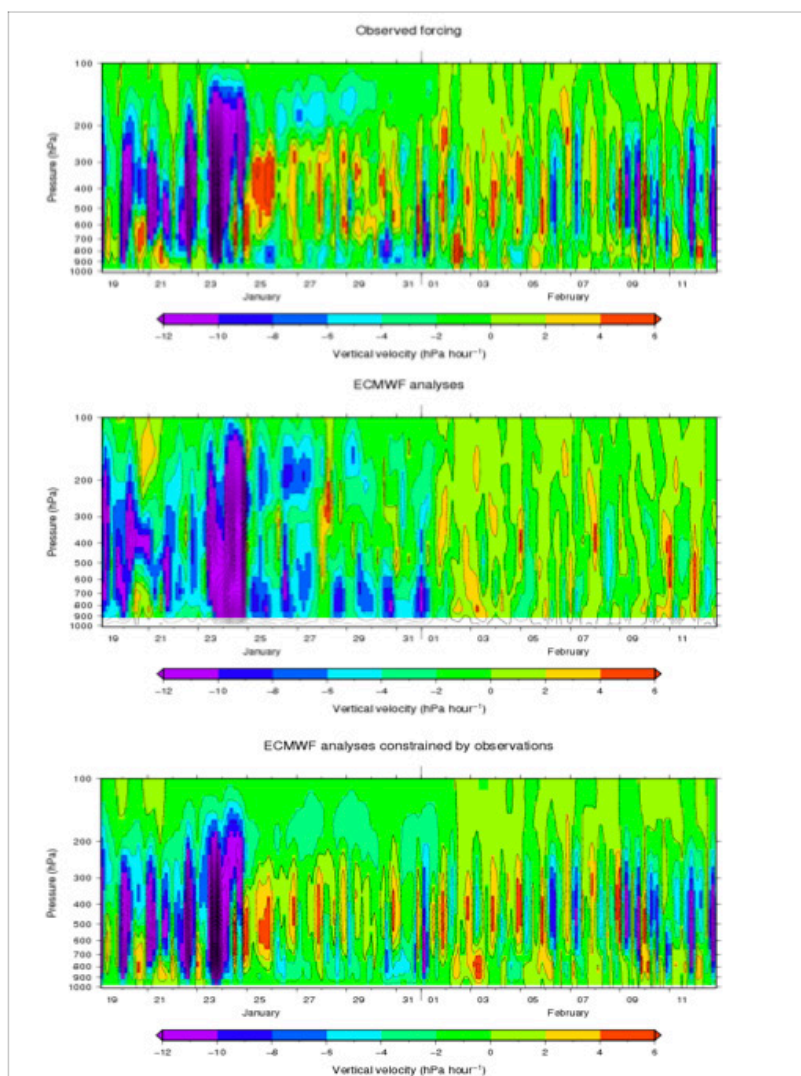 Observed forcing
100
200
300
400
500
600
700
800
900
1000
Pressure (hPa)
19 21 23 25 27 29 31 01 03 05 07 09 11
January February
−12 −10 −8 −6 −4 −2 0 2 4 6
Vertical velocity (hPa hour⁻¹)
ECMWF analyses
100
200
300
400
500
600
700
800
900
1000
Pressure (hPa)
19 21 23 25 27 29 31 01 03 05 07 09 11
January February
−12 −10 −8 −6 −4 −2 0 2 4 6
Vertical velocity (hPa hour⁻¹)
ECMWF analyses constrained by observations
100
200
300
400
500
600
700
800
900
1000
Pressure (hPa)
19 21 23 25 27 29 31 01 03 05 07 09 11
January February
−12 −10 −8 −6 −4 −2 0 2 4 6
Vertical velocity (hPa hour⁻¹)